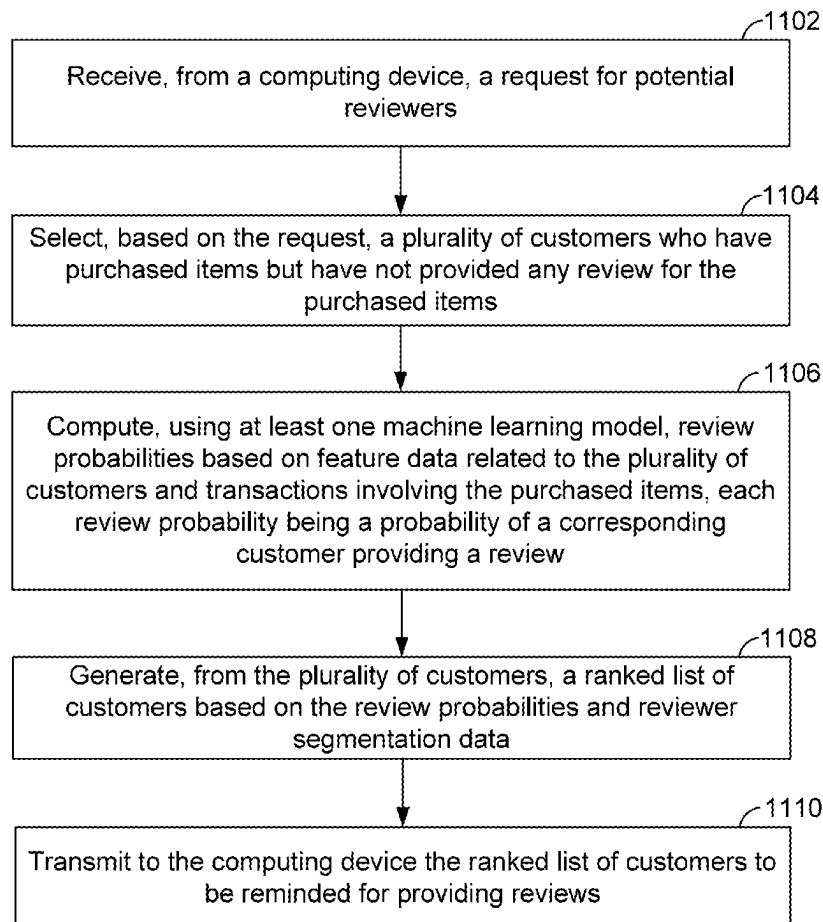 1102
Receive, from a computing device, a request for potential
reviewers
1104
Select, based on the request, a plurality of customers who have
purchased items but have not provided any review for the
purchased items
1106
Compute, using at least one machine learning model, review
probabilities based on feature data related to the plurality of
customers and transactions involving the purchased items, each
review probability being a probability of a corresponding
customer providing a review
1108
Generate, from the plurality of customers, a ranked list of
customers based on the review probabilities and reviewer
segmentation data
1110
Transmit to the computing device the ranked list of customers to
be reminded for providing reviews